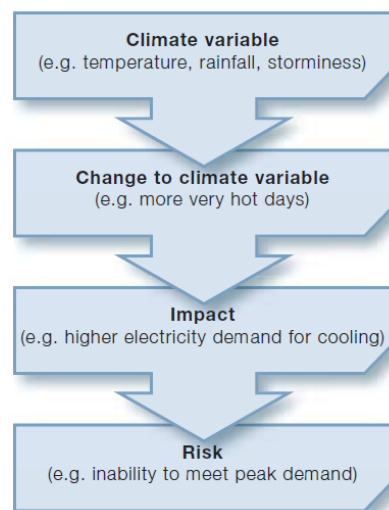 Climate variable
(e.g. temperature, rainfall, storminess)
Change to climate variable
(e.g. more very hot days)
Impact
(e.g. higher electricity demand for cooling)
Risk
(e.g. inability to meet peak demand)